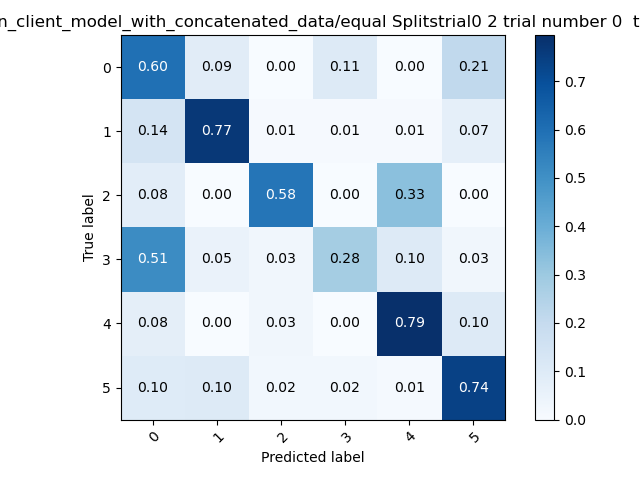 n_client_model_with_concatenated_data/equal Splitstrial0 2 trial number 0 t
0 0.60 0.09 0.00 0.11 0.00 0.21
1 0.14 0.77 0.01 0.01 0.01 0.07
2 0.08 0.00 0.58 0.00 0.33 0.00
3 0.51 0.05 0.03 0.28 0.10 0.03
4 0.08 0.00 0.03 0.00 0.79 0.10
5 0.10 0.10 0.02 0.02 0.01 0.74
0 1 2 3 4 5
True label
Predicted label
0.7
0.6
0.5
0.4
0.3
0.2
0.1
0.0